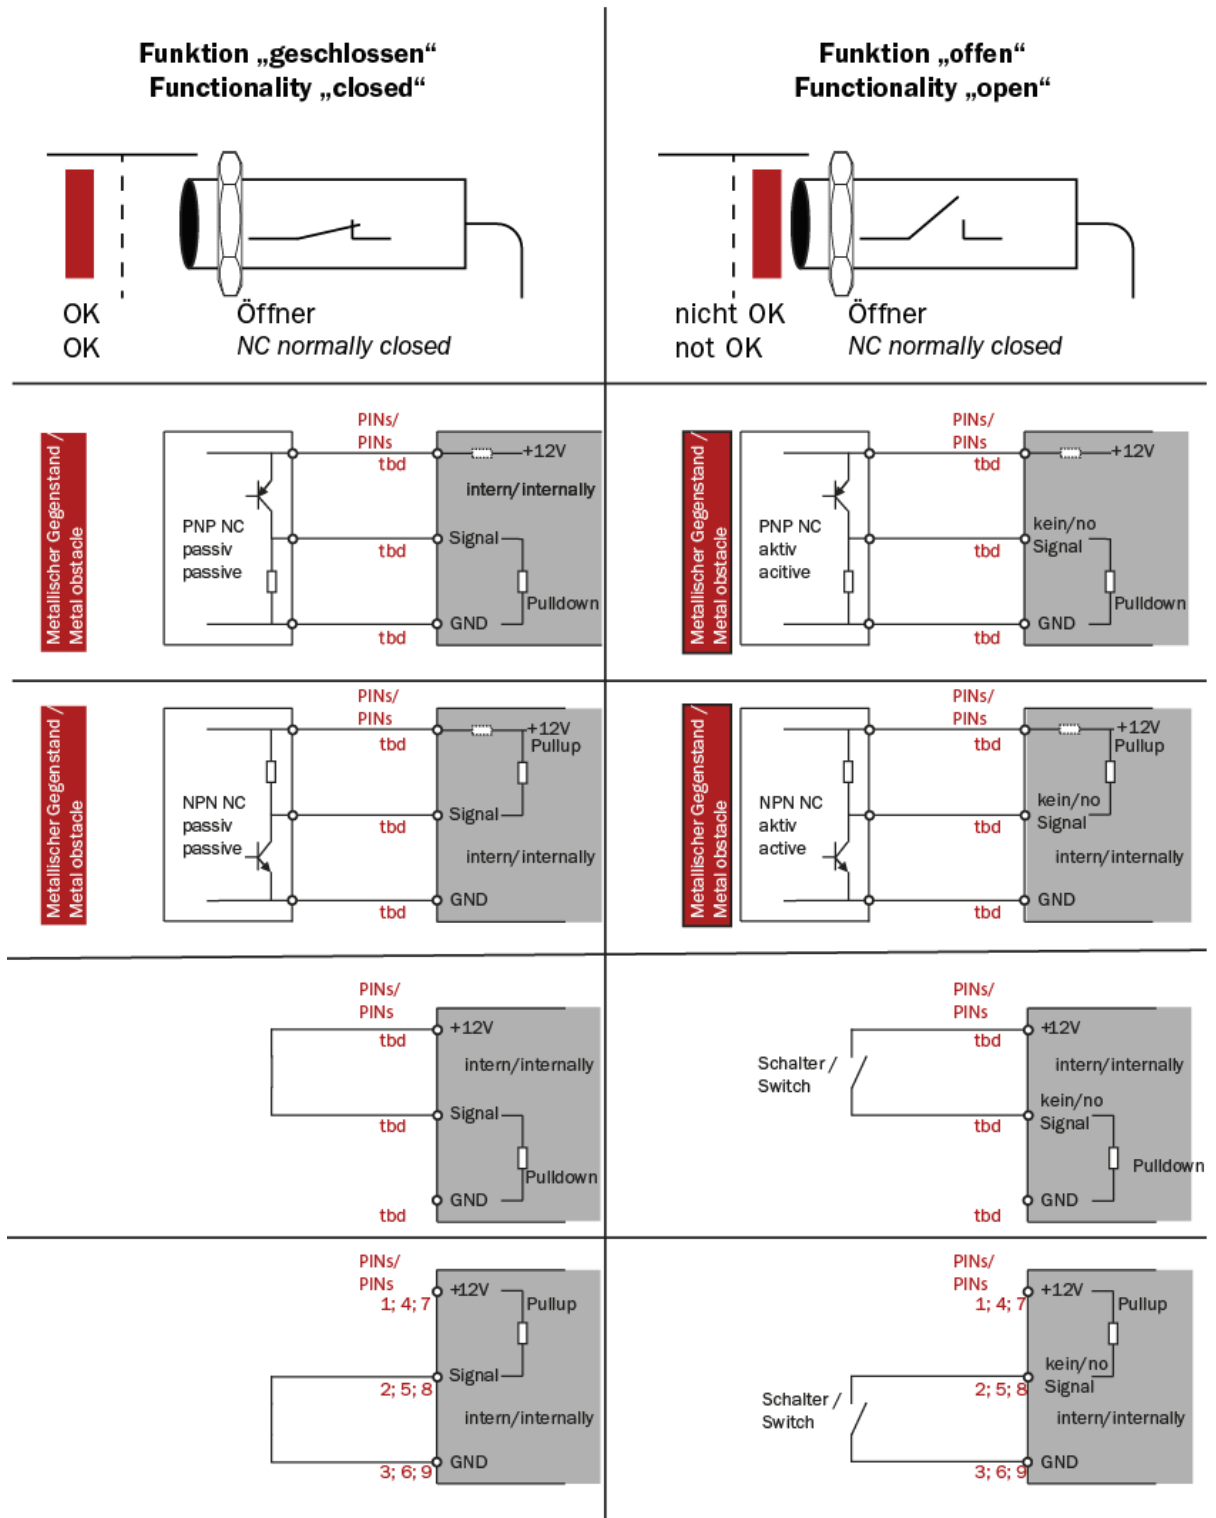 Funktion „geschlossen“
Functionality „closed“
Funktion „offen“
Functionality „open“
OK
OK
Öffner
NC normally closed
nicht OK
not OK
Öffner
NC normally closed
Metallischer Gegenstand /
Metal obstacle
PNP NC
passiv
passive
PINs/
PINs
tbd
tbd
tbd
+12V
intern/internally
Signal
Pulldown
GND
Metallischer Gegenstand /
Metal obstacle
PNP NC
aktiv
acitive
PINs/
PINs
tbd
tbd
tbd
+12V
kein/no
Signal
Pulldown
GND
Metallischer Gegenstand /
Metal obstacle
NPN NC
passiv
passive
PINs/
PINs
tbd
tbd
tbd
+12V
Pullup
Signal
intern/internally
GND
Metallischer Gegenstand /
Metal obstacle
NPN NC
aktiv
active
PINs/
PINs
tbd
tbd
tbd
+12V
Pullup
kein/no
Signal
intern/internally
GND
PINs/
PINs
tbd
tbd
tbd
+12V
intern/internally
Signal
Pulldown
GND
Schalter /
Switch
PINs/
PINs
tbd
tbd
tbd
+12V
intern/internally
kein/no
Signal
Pulldown
GND
PINs/
PINs
1; 4; 7
2; 5; 8
3; 6; 9
+12V
Pullup
Signal
intern/internally
GND
Schalter /
Switch
PINs/
PINs
1; 4; 7
2; 5; 8
3; 6; 9
+12V
Pullup
kein/no
Signal
intern/internally
GND